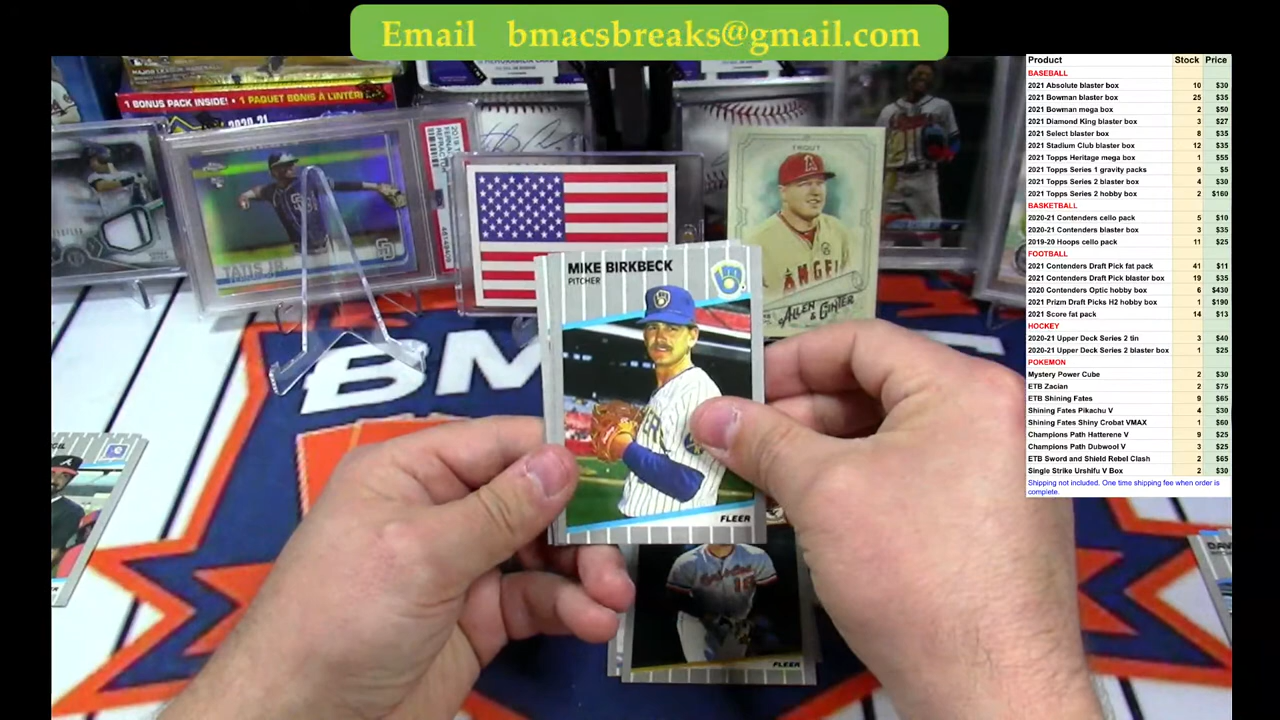 Email bmacsbreaks@gmail.com
Product Stock Price
BASEBALL
2021 Absolute blaster box 10 $30
2021 Bowman blaster box 25 $35
2021 Bowman mega box 2 $50
2021 Diamond King blaster box 3 $27
2021 Select blaster box 8 $35
2021 Stadium Club blaster box 12 $35
2021 Topps Heritage mega box 1 $55
2021 Topps Series 1 gravity packs 9 $5
2021 Topps Series 2 blaster box 4 $30
2021 Topps Series 2 hobby box 2 $160
BASKETBALL
2020-21 Contenders cello pack 5 $10
2020-21 Contenders blaster box 3 $35
2019-20 Hoops cello pack 11 $25
FOOTBALL
2021 Contenders Draft Pick fat pack 41 $11
2021 Contenders Draft Pick blaster box 19 $35
2020 Contenders Optic hobby box 6 $430
2021 Prizm Draft Picks H2 hobby box 1 $190
2021 Score fat pack 14 $13
HOCKEY
2020-21 Upper Deck Series 2 tin 3 $40
2020-21 Upper Deck Series 2 blaster box 1 $25
POKEMON
Mystery Power Cube 2 $30
ETB Zacian 2 $75
ETB Shining Fates 9 $65
Shining Fates Pikachu V 4 $30
Shining Fates Shiny Crobat VMAX 1 $60
Champions Path Hatterene V 9 $25
Champions Path Dubwool V 3 $25
ETB Sword and Shield Rebel Clash 2 $65
Single Strike Urshifu V Box 2 $30
Shipping not included. One time shipping fee when order is
complete.
1 BONUS PACK INSIDE! • 1 PAQUET BONIS À L'INTÉRI
2020-21
TATIS JR
TROUT
ANGEL
ALLEN & GINTER
MIKE BIRKBECK
PITCHER
FLEER
BM
18
FLEER
DAV